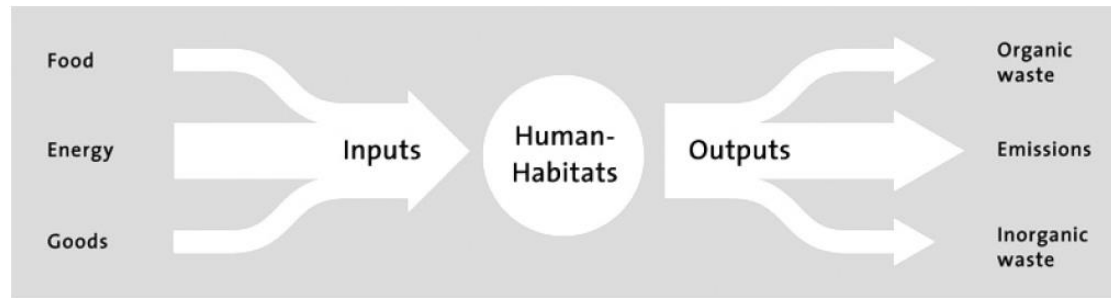 Food
Energy
Goods
Inputs
Human-
Habitats
Outputs
Organic
waste
Emissions
Inorganic
waste